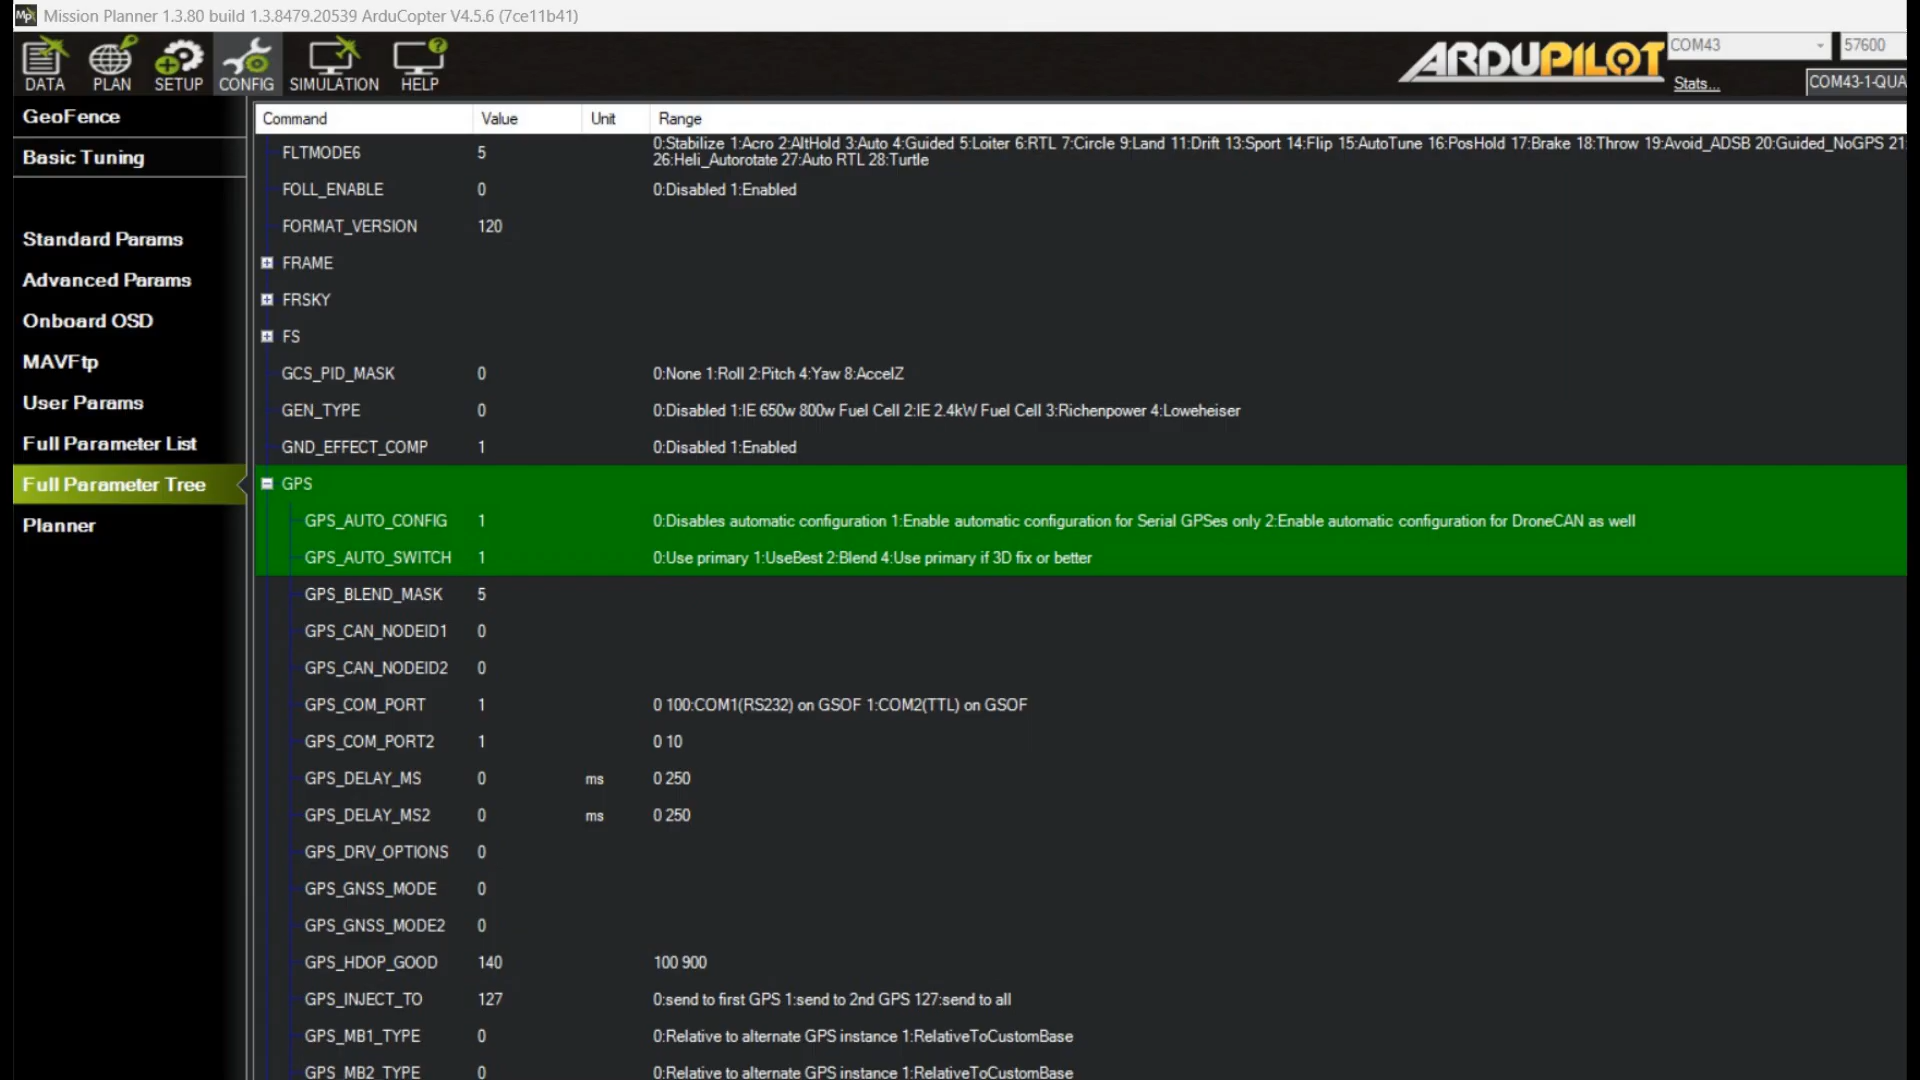 Mission Planner 1.3.80 build 1.3.8479.20539 ArduCopter V4.5.6 (7ce11b41)
DATA PLAN SETUP CONFIG SIMULATION HELP
ARDUPILOT
COM43 57600
Stats... COM43-1-QUA
GeoFence
Basic Tuning
Standard Params
Advanced Params
Onboard OSD
MAVFtp
User Params
Full Parameter List
Full Parameter Tree
Planner
Command Value Unit Range
FLTMODE6 5 0:Stabilize 1:Acro 2:AltHold 3:Auto 4:Guided 5:Loiter 6:RTL 7:Circle 9:Land 11:Drift 13:Sport 14:Flip 15:AutoTune 16:PosHold 17:Brake 18:Throw 19:Avoid_ADSB 20:Guided_NoGPS 21:
26:Heli_Autorotate 27:Auto RTL 28:Turtle
FOLL_ENABLE 0 0:Disabled 1:Enabled
FORMAT_VERSION 120
FRAME
FRSKY
FS
GCS_PID_MASK 0 0:None 1:Roll 2:Pitch 4:Yaw 8:AccelZ
GEN_TYPE 0 0:Disabled 1:IE 650w 800w Fuel Cell 2:IE 2.4kW Fuel Cell 3:Richenpower 4:Loweheiser
GND_EFFECT_COMP 1 0:Disabled 1:Enabled
GPS
GPS_AUTO_CONFIG 1 0:Disables automatic configuration 1:Enable automatic configuration for Serial GPSes only 2:Enable automatic configuration for DroneCAN as well
GPS_AUTO_SWITCH 1 0:Use primary 1:UseBest 2:Blend 4:Use primary if 3D fix or better
GPS_BLEND_MASK 5
GPS_CAN_NODEID1 0
GPS_CAN_NODEID2 0
GPS_COM_PORT 1 0 100:COM1(RS232) on GSOF 1:COM2(TTL) on GSOF
GPS_COM_PORT2 1 0 10
GPS_DELAY_MS 0 ms 0 250
GPS_DELAY_MS2 0 ms 0 250
GPS_DRV_OPTIONS 0
GPS_GNSS_MODE 0
GPS_GNSS_MODE2 0
GPS_HDOP_GOOD 140 100 900
GPS_INJECT_TO 127 0:send to first GPS 1:send to 2nd GPS 127:send to all
GPS_MB1_TYPE 0 0:Relative to alternate GPS instance 1:RelativeToCustomBase
GPS_MB2_TYPE 0 0:Relative to alternate GPS instance 1:RelativeToCustomBase